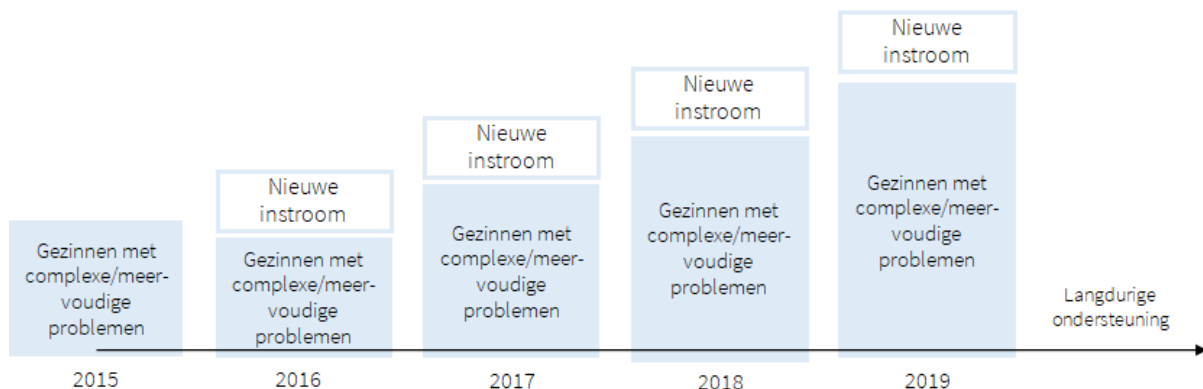 Gezinnen met
complexe/meer-
voudige
problemen
2015
Nieuwe
instroom
Gezinnen met
complexe/meer-
voudige
problemen
2016
Nieuwe
instroom
Gezinnen met
complexe/meer-
voudige
problemen
2017
Nieuwe
instroom
Gezinnen met
complexe/meer-
voudige
problemen
2018
Nieuwe
instroom
Gezinnen met
complexe/meer-
voudige
problemen
2019
Langdurige
ondersteuning